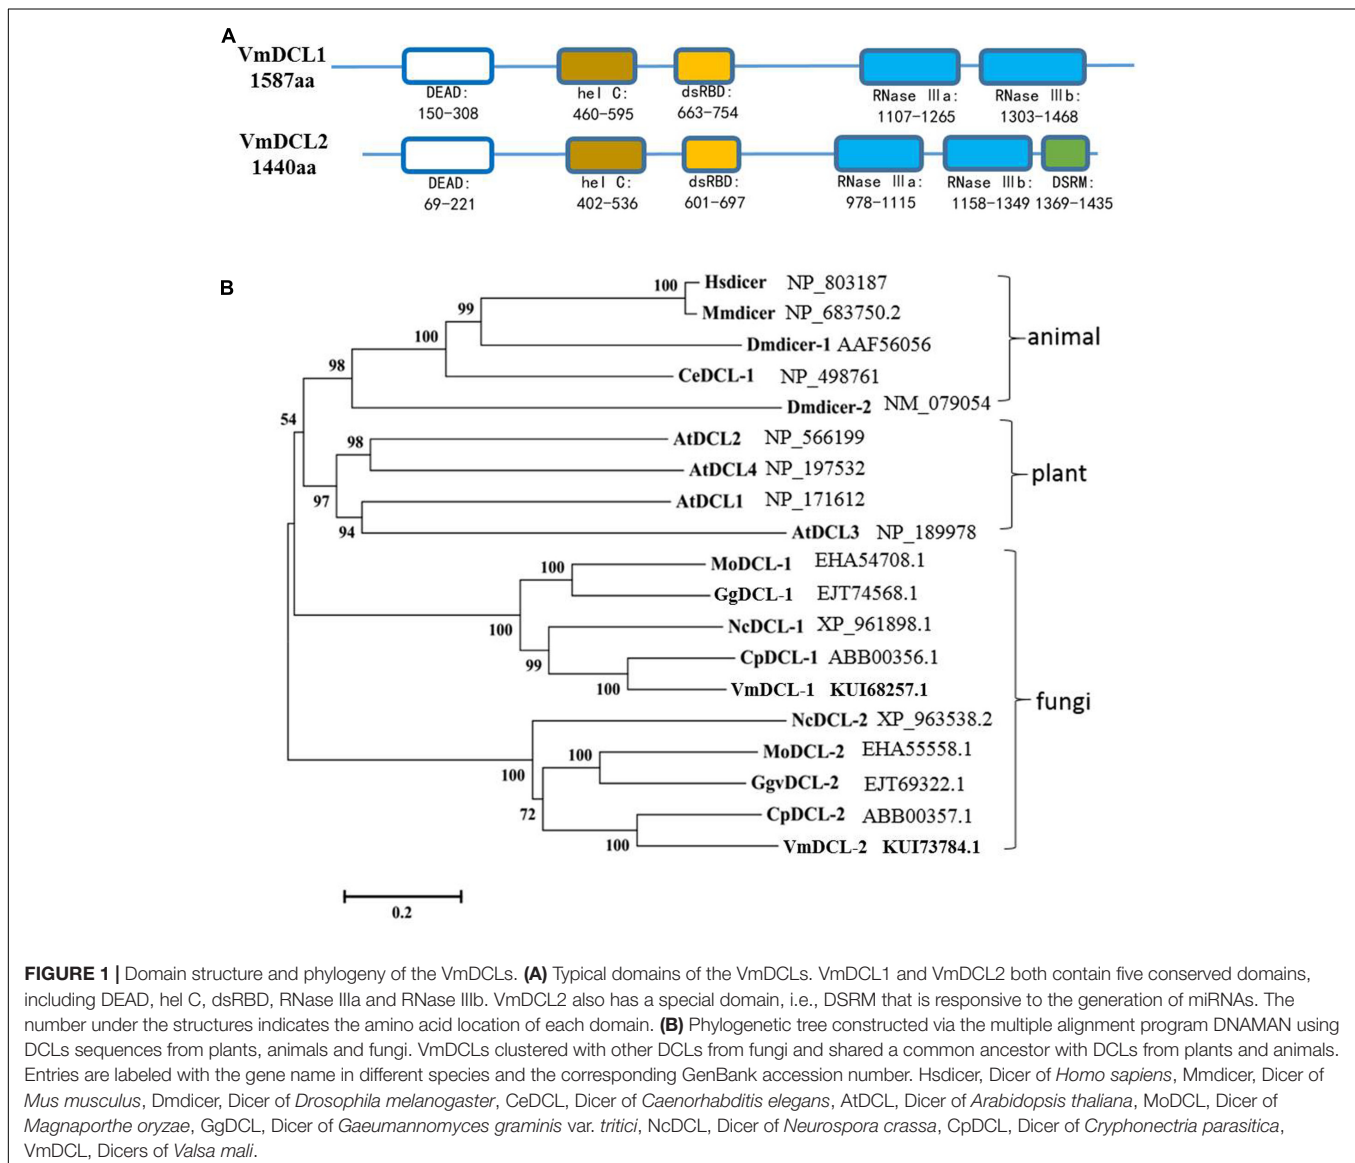 A
VmDCL1
1587aa
DEAD:
150-308
hel C:
460-595
dsRBD:
663-754
RNase Ⅲa:
1107-1265
RNase Ⅲb:
1303-1468
VmDCL2
1440aa
DEAD:
69-221
hel C:
402-536
dsRBD:
601-697
RNase Ⅲa:
978-1115
RNase Ⅲb:
1158-1349
DSRM:
1369-1435
B
100
Hsdicer NP_803187
Mmdicer NP_683750.2
99
Dmdicer-1 AAF56056
100
CeDCL-1 NP_498761
98
Dmdicer-2 NM_079054
animal
54
98
AtDCL2 NP_566199
AtDCL4 NP_197532
97
AtDCL1 NP_171612
94
AtDCL3 NP_189978
plant
100
MoDCL-1 EHA54708.1
GgDCL-1 EJT74568.1
100
NcDCL-1 XP_961898.1
99
CpDCL-1 ABB00356.1
100
VmDCL-1 KUI68257.1
fungi
NcDCL-2 XP_963538.2
100
MoDCL-2 EHA55558.1
100
GgvDCL-2 EJT69322.1
72
CpDCL-2 ABB00357.1
100
VmDCL-2 KUI73784.1
0.2
FIGURE 1 | Domain structure and phylogeny of the VmDCLs. (A) Typical domains of the VmDCLs. VmDCL1 and VmDCL2 both contain five conserved domains,
including DEAD, hel C, dsRBD, RNase IIIa and RNase IIIb. VmDCL2 also has a special domain, i.e., DSRM that is responsive to the generation of miRNAs. The
number under the structures indicates the amino acid location of each domain. (B) Phylogenetic tree constructed via the multiple alignment program DNAMAN using
DCLs sequences from plants, animals and fungi. VmDCLs clustered with other DCLs from fungi and shared a common ancestor with DCLs from plants and animals.
Entries are labeled with the gene name in different species and the corresponding GenBank accession number. Hsdicer, Dicer of Homo sapiens, Mmdicer, Dicer of
Mus musculus, Dmdicer, Dicer of Drosophila melanogaster, CeDCL, Dicer of Caenorhabditis elegans, AtDCL, Dicer of Arabidopsis thaliana, MoDCL, Dicer of
Magnaporthe oryzae, GgDCL, Dicer of Gaeumannomyces graminis var. tritici, NcDCL, Dicer of Neurospora crassa, CpDCL, Dicer of Cryphonectria parasitica,
VmDCL, Dicers of Valsa mali.